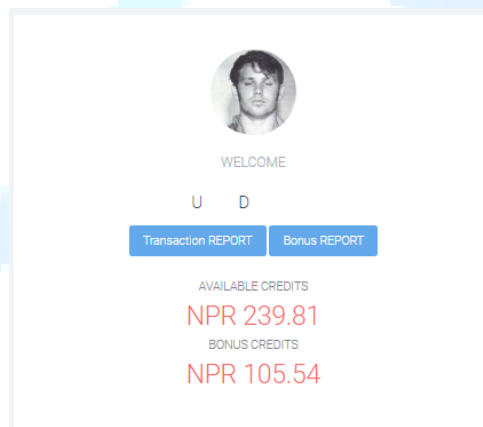 WELCOME
U D
Transaction REPORT Bonus REPORT
AVAILABLE CREDITS
NPR 239.81
BONUS CREDITS
NPR 105.54